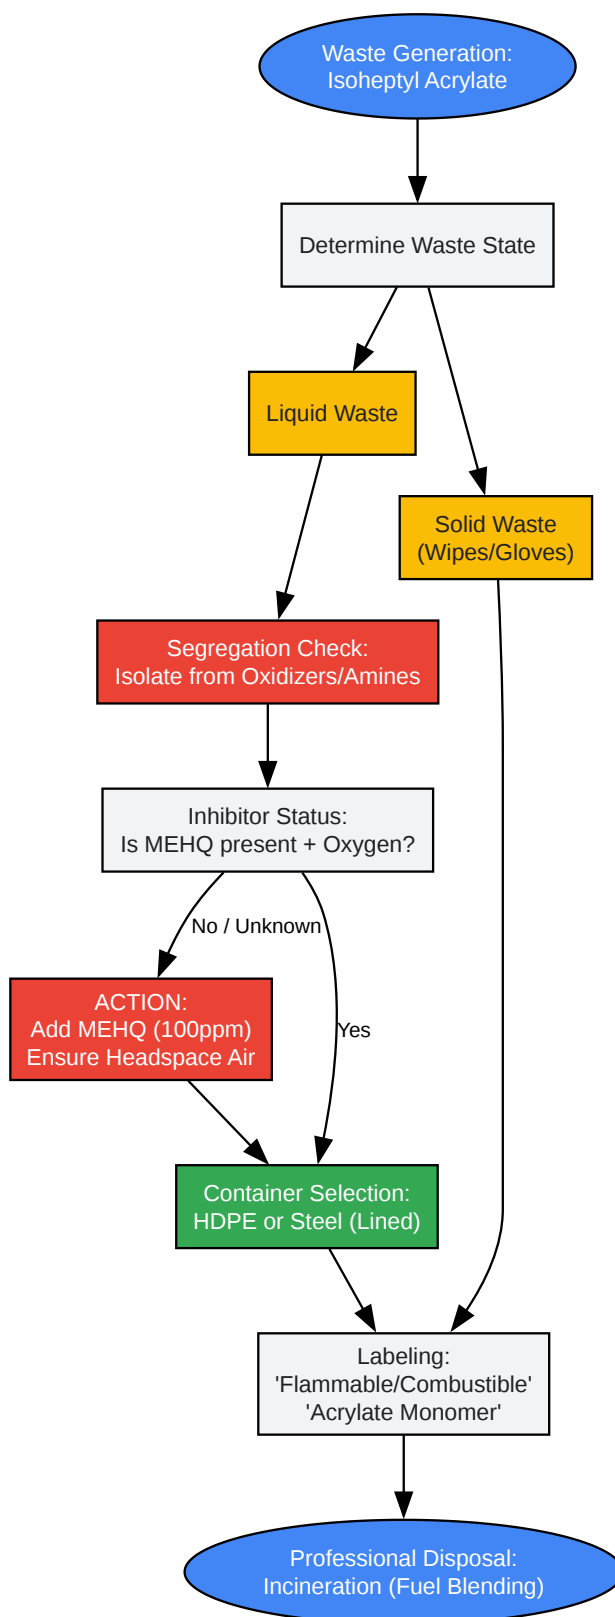 Waste Generation:
Isoheptyl Acrylate
Determine Waste State
Liquid Waste
Solid Waste
(Wipes/Gloves)
Segregation Check:
Isolate from Oxidizers/Amines
Inhibitor Status:
Is MEHQ present + Oxygen?
No / Unknown
ACTION:
Add MEHQ (100ppm)
Ensure Headspace Air
Yes
Container Selection:
HDPE or Steel (Lined)
Labeling:
'Flammable/Combustible'
'Acrylate Monomer'
Professional Disposal:
Incineration (Fuel Blending)